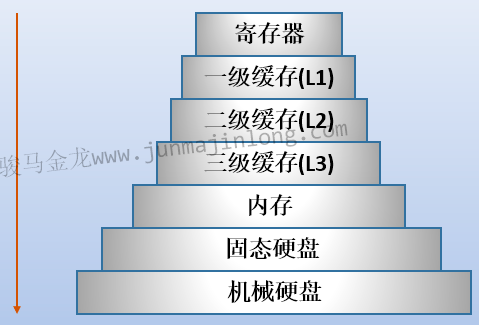 寄存器
一级缓存(L1)
二级缓存(L2)
三级缓存(L3)
骏马金龙www.junmajinlong.com
内存
固态硬盘
机械硬盘